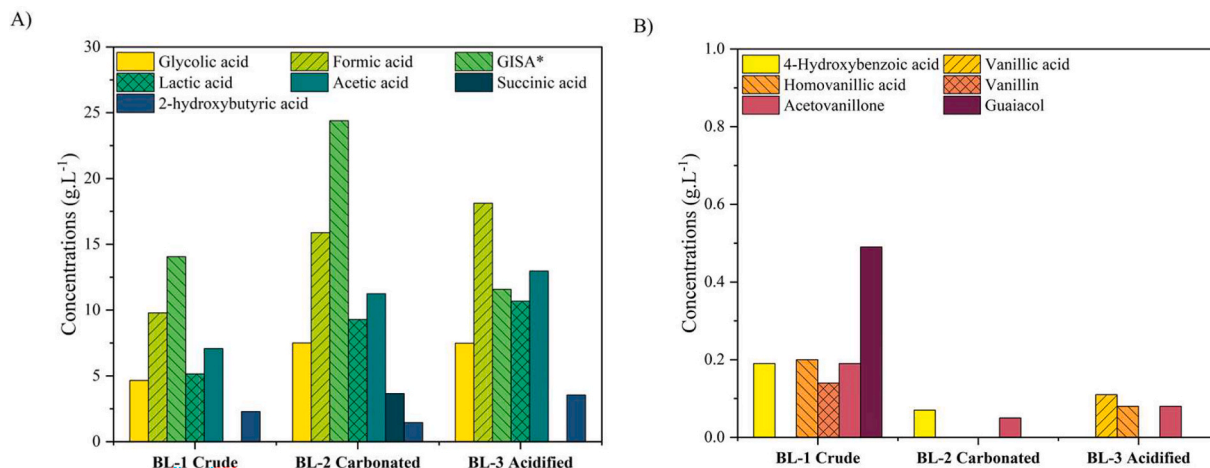 A)
30
25
20
15
10
5
0
Concentrations (g.L⁻¹)
Glycolic acid Formic acid GISA*
Lactic acid Acetic acid Succinic acid
2-hydroxybutyric acid
BL-1 Crude BL-2 Carbonated BL-3 Acidified
B)
1.0
0.8
0.6
0.4
0.2
0.0
Concentrations (g.L⁻¹)
4-Hydroxybenzoic acid Vanillic acid
Homovanillic acid Vanillin
Acetovanillone Guaiacol
BL-1 Crude BL-2 Carbonated BL-3 Acidified